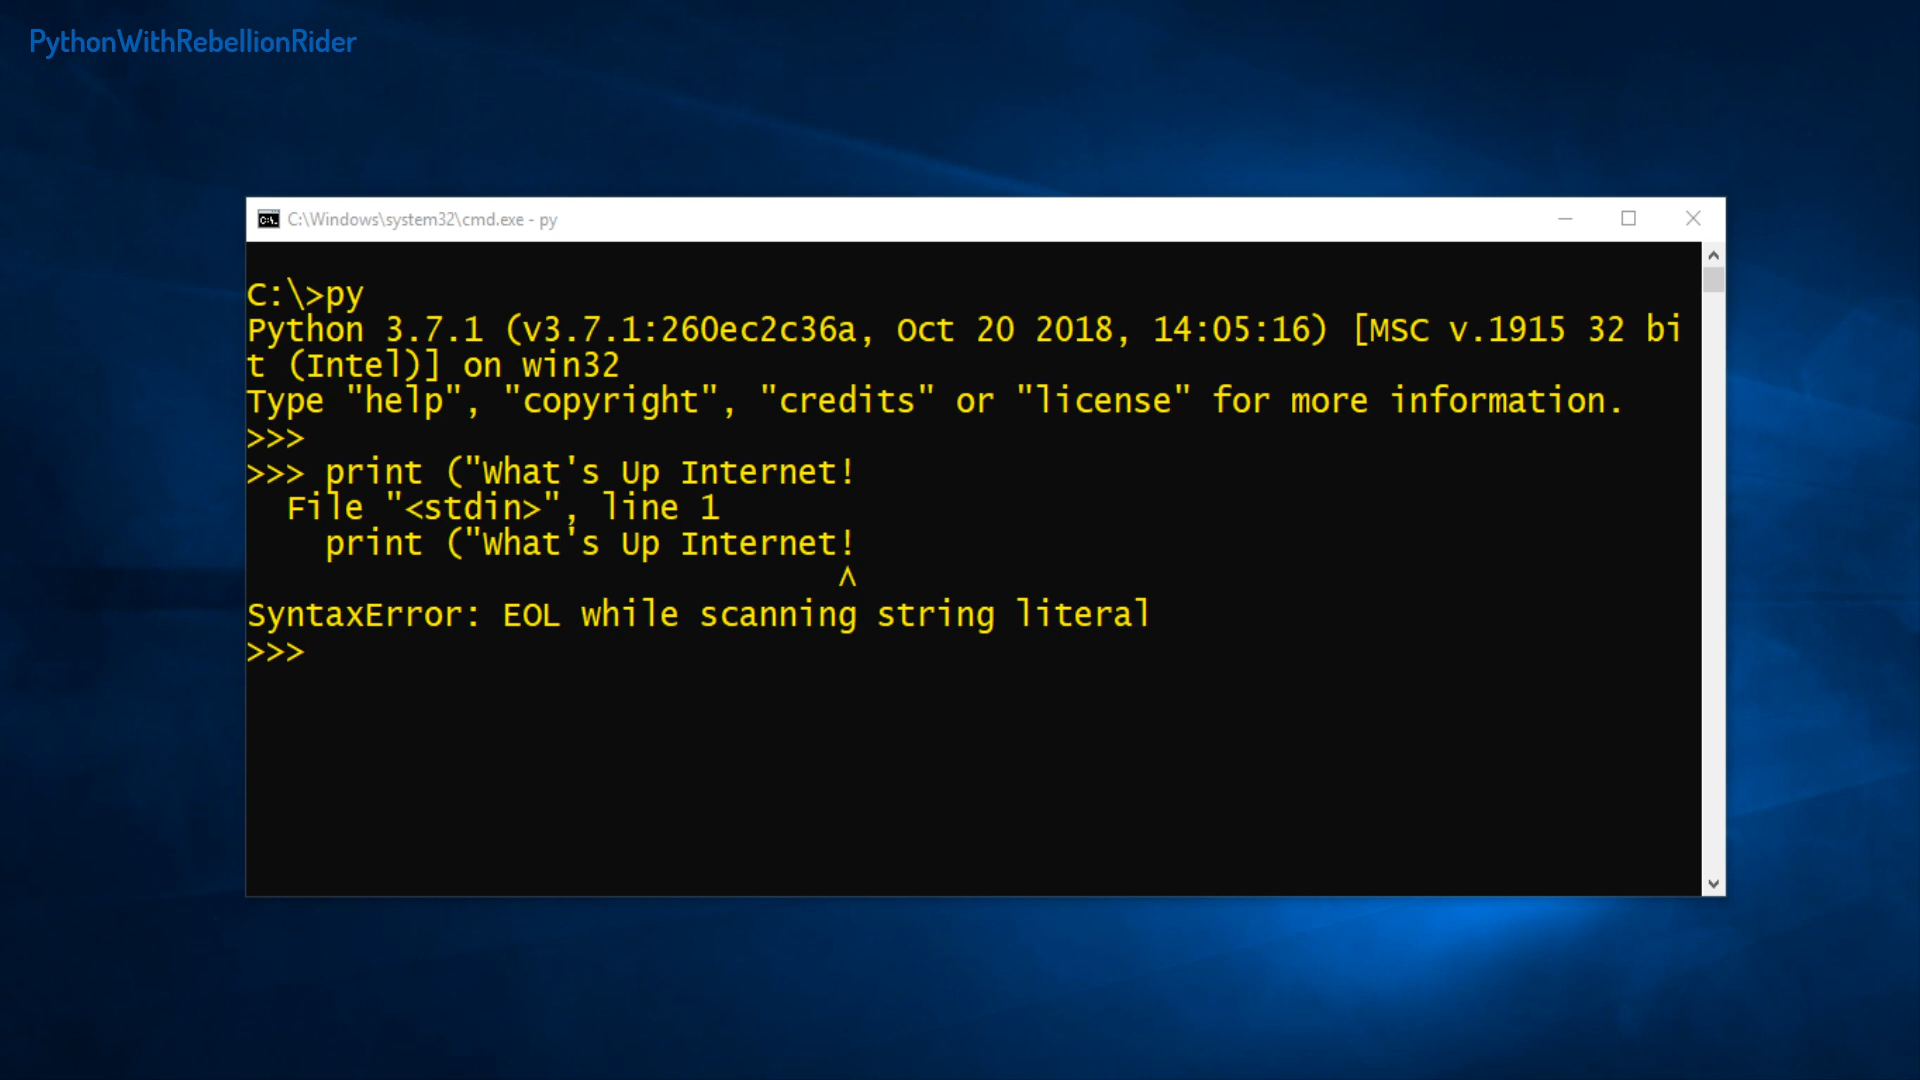 PythonWithRebellionRider
C:\Windows\system32\cmd.exe - py
C:\>py
Python 3.7.1 (v3.7.1:260ec2c36a, Oct 20 2018, 14:05:16) [MSC v.1915 32 bi
t (Intel)] on win32
Type "help", "copyright", "credits" or "license" for more information.
>>>
>>> print ("What's Up Internet!
  File "<stdin>", line 1
    print ("What's Up Internet!
                              ^
SyntaxError: EOL while scanning string literal
>>>